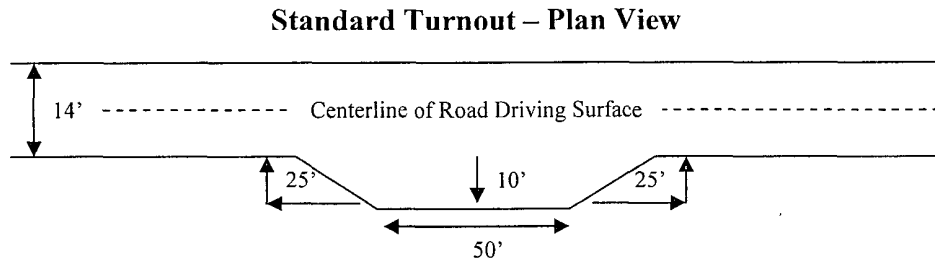 Standard Turnout – Plan View
14’
Centerline of Road Driving Surface
25’
10’
25’
50’